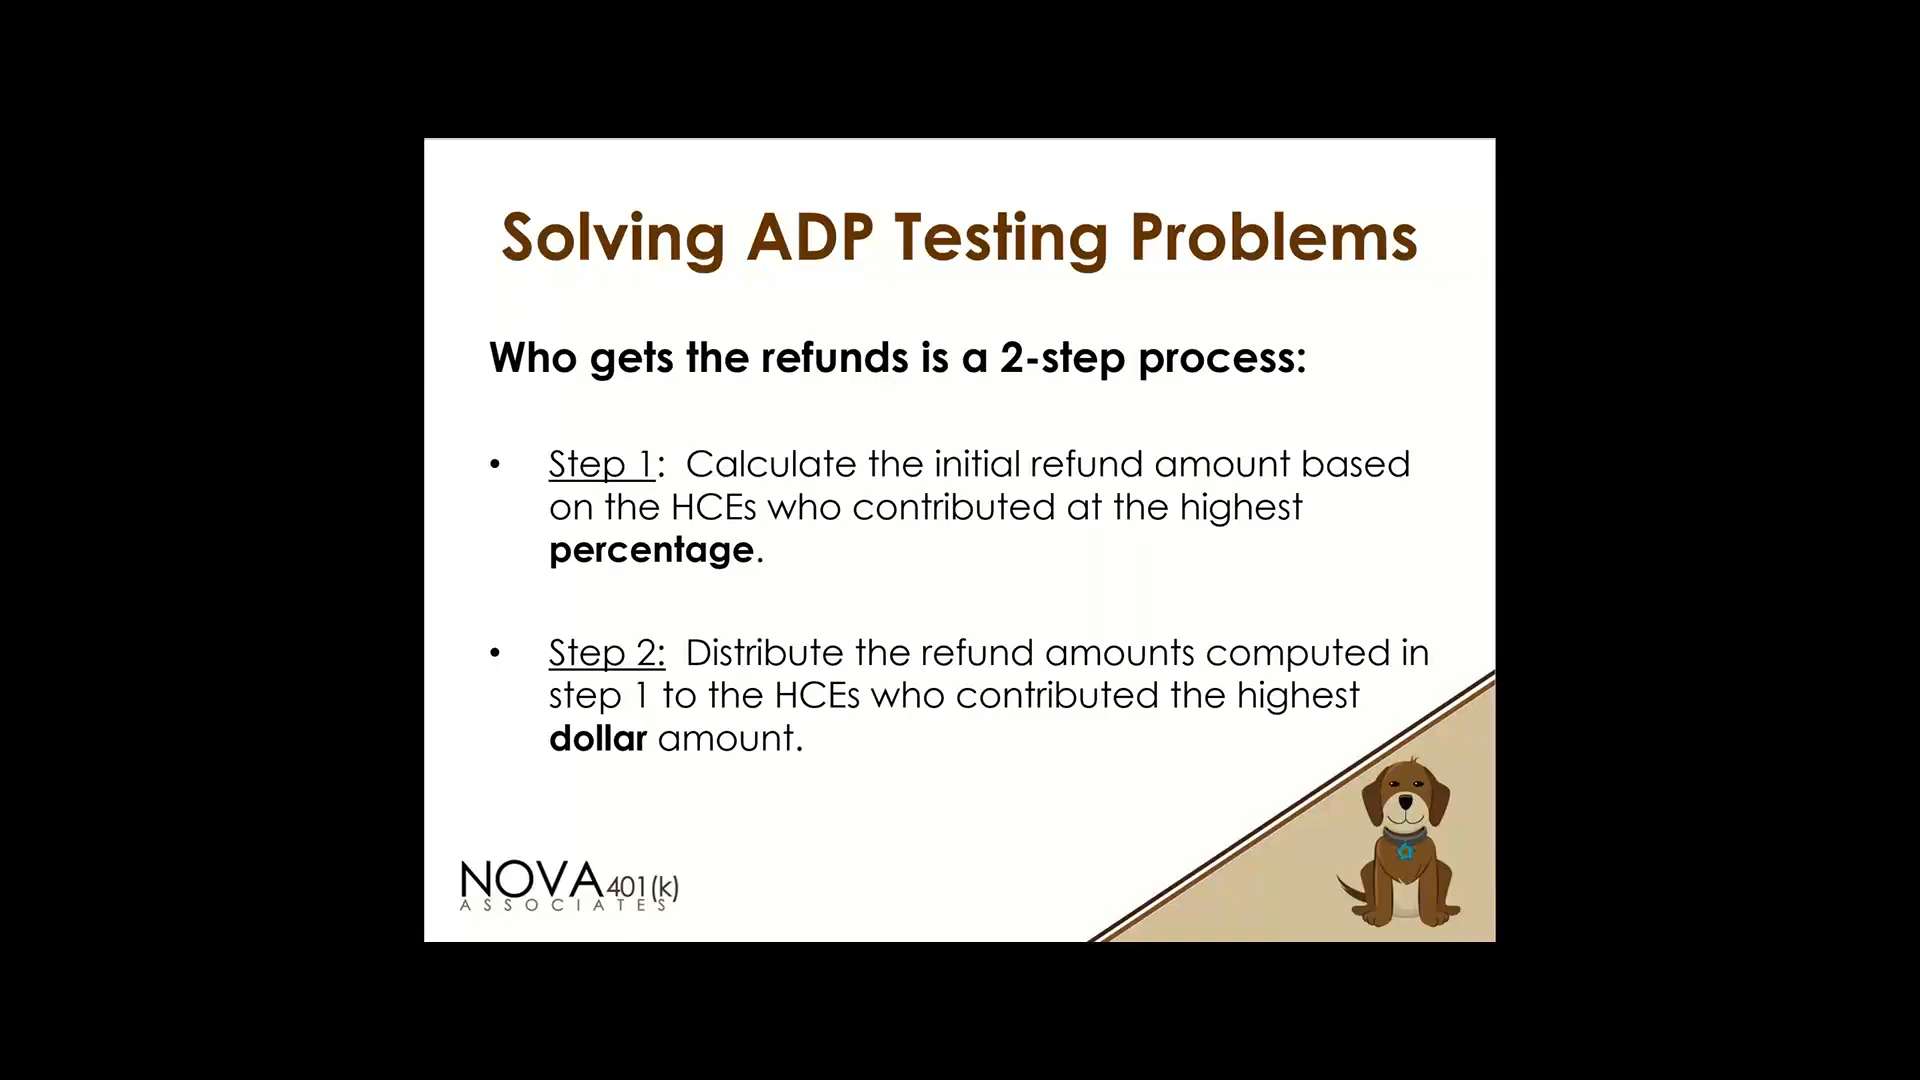 Solving ADP Testing Problems
Who gets the refunds is a 2-step process:
• Step 1:  Calculate the initial refund amount based
on the HCEs who contributed at the highest
percentage.
• Step 2:  Distribute the refund amounts computed in
step 1 to the HCEs who contributed the highest
dollar amount.
NOVA 401(k)
ASSOCIATES